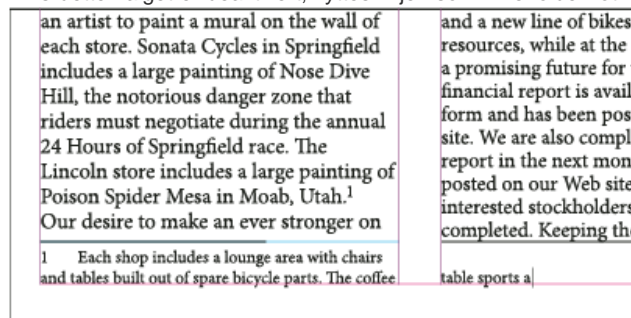 an artist to paint a mural on the wall of
each store. Sonata Cycles in Springfield
includes a large painting of Nose Dive
Hill, the notorious danger zone that
riders must negotiate during the annual
24 Hours of Springfield race. The
Lincoln store includes a large painting of
Poison Spider Mesa in Moab, Utah.1
Our desire to make an ever stronger on
1 Each shop includes a lounge area with chairs
and tables built out of spare bicycle parts. The coffee
and a new line of bikes
resources, while at the
a promising future for
financial report is avail
form and has been pos
site. We are also compl
report in the next mon
posted on our Web site
interested stockholders
completed. Keeping the
table sports a